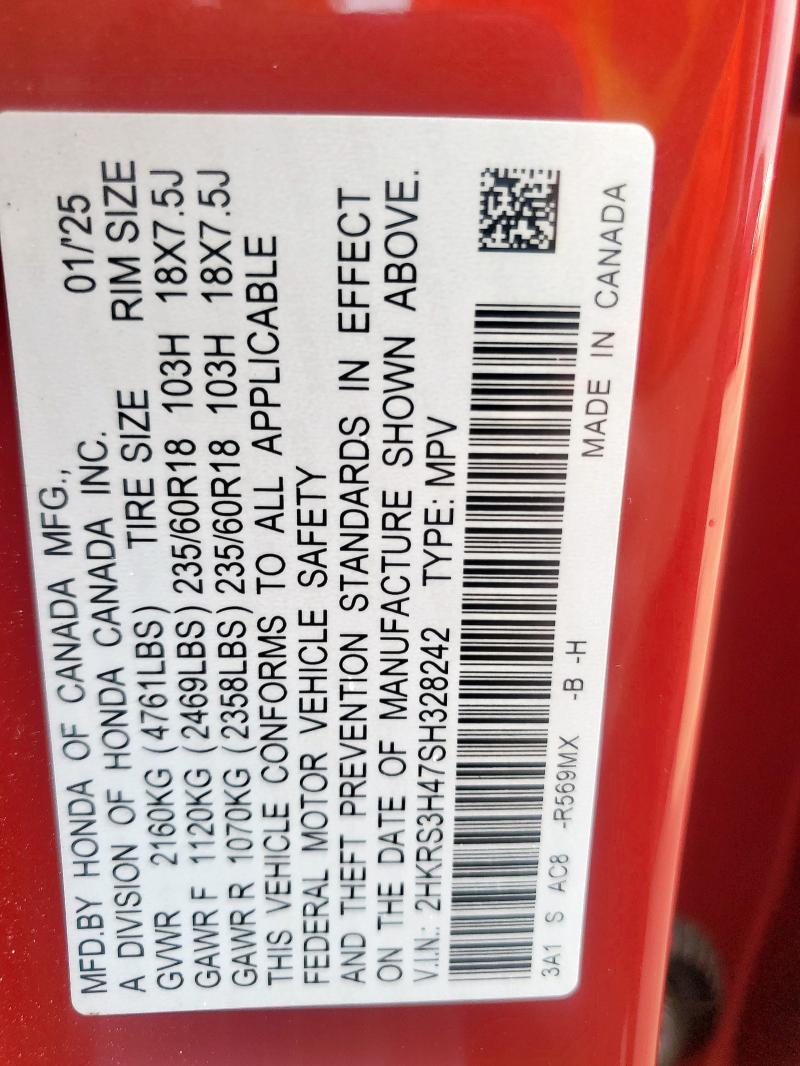 MFD.BY HONDA OF CANADA MFG., 01/'25
A DIVISION OF HONDA CANADA INC.
TIRE SIZE RIM SIZE
GVWR 2160KG (4761LBS)
GAWR F 1120KG (2469LBS) 235/60R18 103H 18X7.5J
GAWR R 1070KG (2358LBS) 235/60R18 103H 18X7.5J
THIS VEHICLE CONFORMS TO ALL APPLICABLE
FEDERAL MOTOR VEHICLE SAFETY
AND THEFT PREVENTION STANDARDS IN EFFECT
ON THE DATE OF MANUFACTURE SHOWN ABOVE.
V.I.N.: 2HKRS3H47SH328242 TYPE: MPV
3A1 S AC8 -R569MX -B -H
MADE IN CANADA